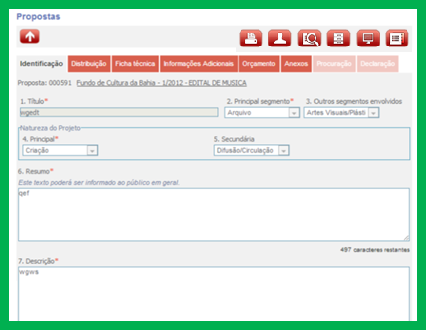 Propostas
Identificação Distribuição Ficha técnica Informações Adicionais Orçamento Anexos Procuração Declaração
Proposta: 000591 Fundo de Cultura da Bahia - 1/2012 - EDITAL DE MUSICA
1. Título* 2. Principal segmento* 3. Outros segmentos envolvidos
wgedt Arquivo Artes Visuais/Plásti
Natureza do Projeto
4. Principal* 5. Secundária
Criação Difusão/Circulação
6. Resumo*
Este texto poderá ser informado ao público em geral.
qef
497 caracteres restantes
7. Descrição*
wgws